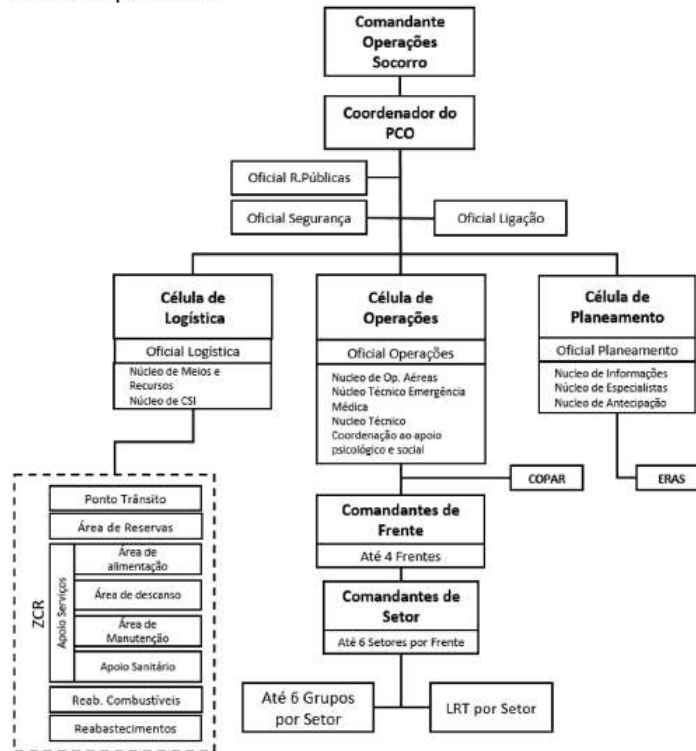 Comandante
Operações
Socorro
Coordenador do
PCO
Oficial R.Públicas
Oficial Segurança
Oficial Ligação
Célula de
Logística
Oficial Logística
Núcleo de Meios e
Recursos
Núcleo de CSI
Célula de
Operações
Oficial Operações
Nucleo de Op. Aéreas
Núcleo Técnico Emergência
Médica
Nucleo Técnico
Coordenação ao apoio
psicológico e social
Célula de
Planeamento
Oficial Planeamento
Nucleo de Informações
Núcleo de Especialistas
Nucleo de Antecipação
COPAR
ERAS
ZCR
Ponto Trânsito
Área de Reservas
Apoio Serviços
Área de
alimentação
Área de descanso
Área de
Manutenção
Apoio Sanitário
Reab. Combustíveis
Reabastecimentos
Comandantes de
Frente
Até 4 Frentes
Comandantes de
Setor
Até 6 Setores por Frente
Até 6 Grupos
por Setor
LRT por Setor